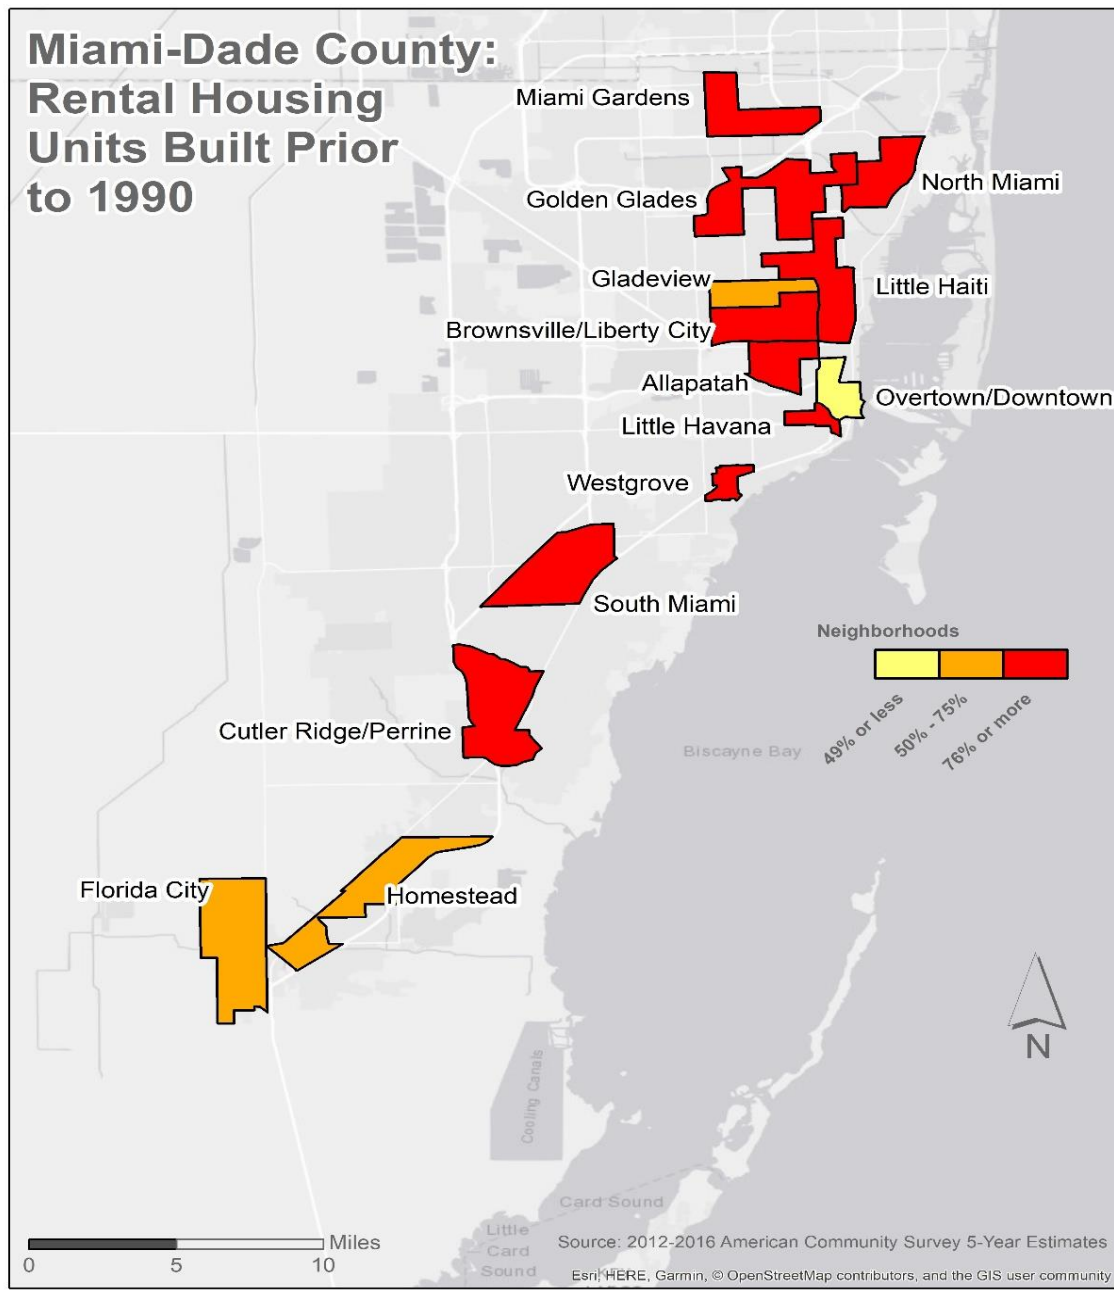 Miami-Dade County:
Rental Housing
Units Built Prior
to 1990
Miami Gardens
North Miami
Golden Glades
Gladeview
Little Haiti
Brownsville/Liberty City
Allapatah
Overtown/Downtown
Little Havana
Westgrove
South Miami
Neighborhoods
49% or less
50% - 75%
76% or more
Cutler Ridge/Perrine
Biscayne Bay
Florida City
Homestead
N
Cooling Canals
Card Sound
Little
Card
Sound
Miles
0 5 10
Source: 2012-2016 American Community Survey 5-Year Estimates
Esri, HERE, Garmin, © OpenStreetMap contributors, and the GIS user community